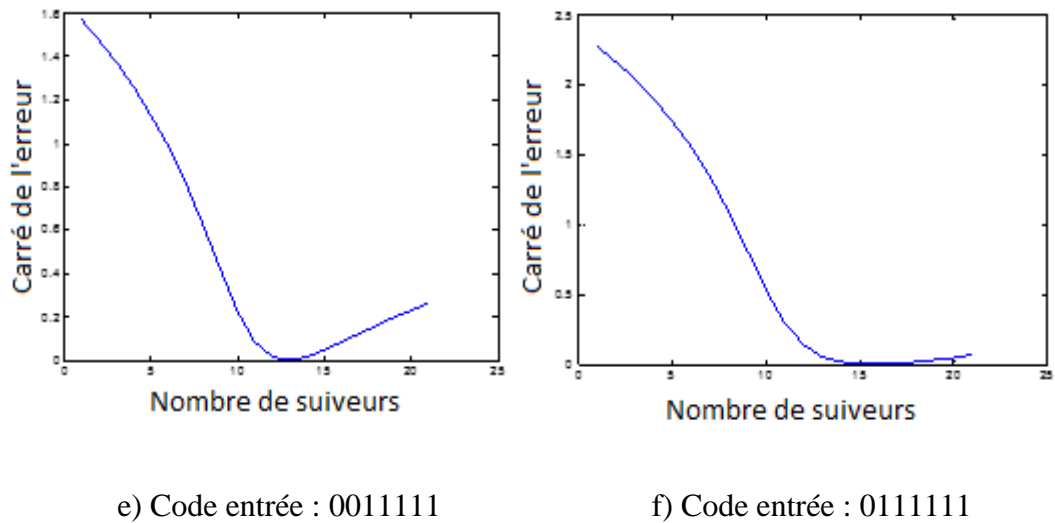 1.6
1.4
1.2
1
0.8
0.6
0.4
0.2
0
0 5 10 15 20 25
Carré de l'erreur
Nombre de suiveurs
2.5
2
1.5
1
0.5
0
0 5 10 15 20 25
Carré de l'erreur
Nombre de suiveurs
e) Code entrée : 0011111
f) Code entrée : 0111111